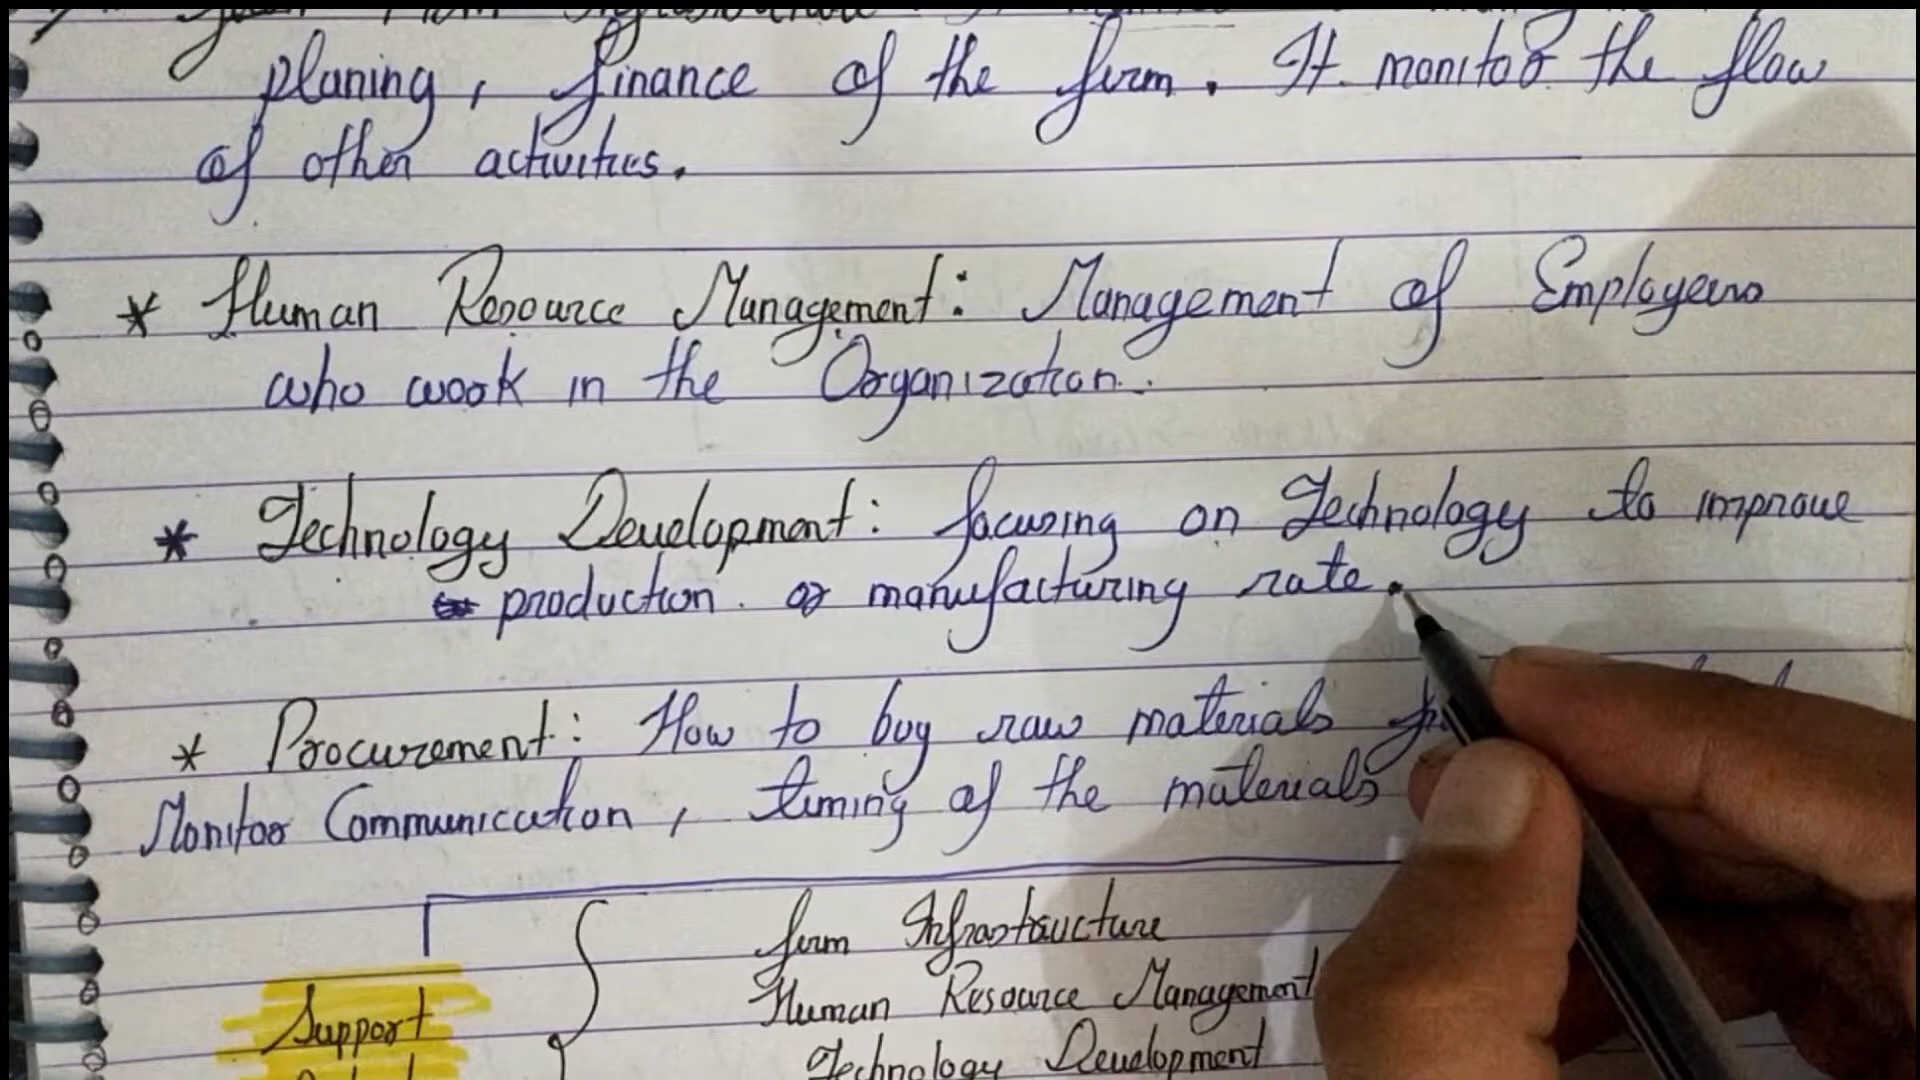 planing, finance of the firm. It monitor the flow
of other activities.
* Human Resource Management: Management of Employees
who work in the Organization.
* Technology Development: focusing on Technology to improve
production or manufacturing rate.
* Procurement: How to buy raw materials
Monitor Communication, timing of the materials
firm Infrastructure
Human Resource Management
Support
Technology Development